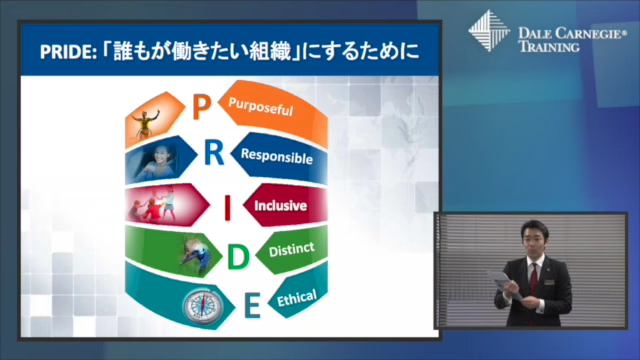 PRIDE: 「誰もが働きたい組織」にするために
DALE CARNEGIE®
TRAINING
P Purposeful
R Responsible
I Inclusive
D Distinct
E Ethical